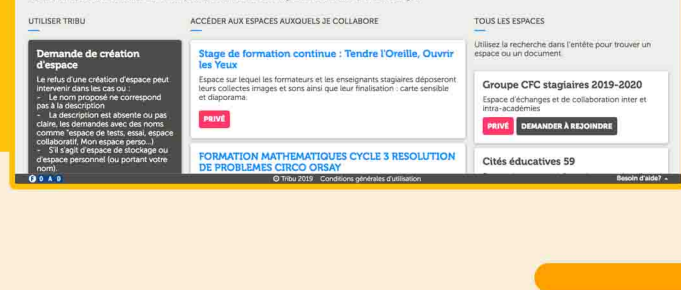 UTILISER TRIBU
Demande de création
d'espace
Le refus d'une création d'espace peut
intervenir dans les cas ou :
- Le nom proposé ne correspond
pas à la description
- La description est absente ou pas
claire, les demandes avec des noms
comme "espace de tests, essai, espace
collaboratif, Mon espace perso...)
- S'il s'agit d'espace de stockage ou
d'espace personnel (ou portant votre
nom).
ACCÉDER AUX ESPACES AUXQUELS JE COLLABORE
Stage de formation continue : Tendre l'Oreille, Ouvrir
les Yeux
Espace sur lequel les formateurs et les enseignants stagiaires déposeront
leurs collectes images et sons ainsi que leur finalisation : carte sensible
et diaporama.
PRIVÉ
FORMATION MATHEMATIQUES CYCLE 3 RESOLUTION
DE PROBLEMES CIRCO ORSAY
TOUS LES ESPACES
Utilisez la recherche dans l'entête pour trouver un
espace ou un document.
Groupe CFC stagiaires 2019-2020
Espace d'échanges et de collaboration inter et
intra-académies
PRIVÉ DEMANDER À REJOINDRE
Cités éducatives 59
F O A D
© Tribu 2019 Conditions générales d'utilisation
Besoin d'aide?